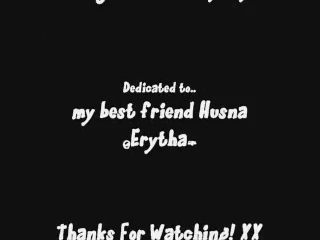 Dedicated to..
my best friend Husna
@Erytha~
Thanks For Watching! XX